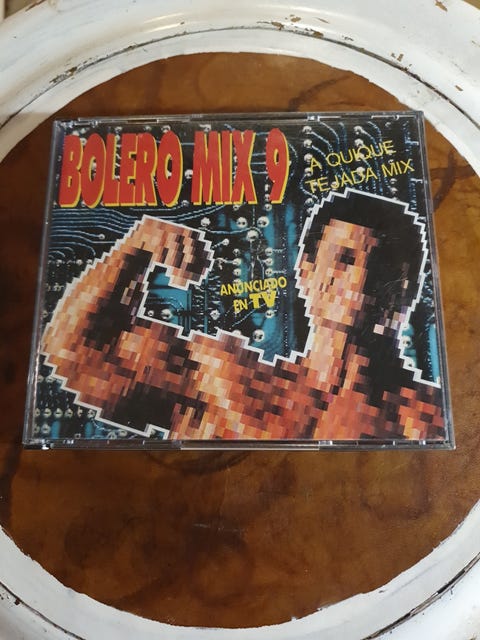 BOLERO MIX 9
A QUIQUE
TEJADA MIX
ANUNCIADO
EN TV